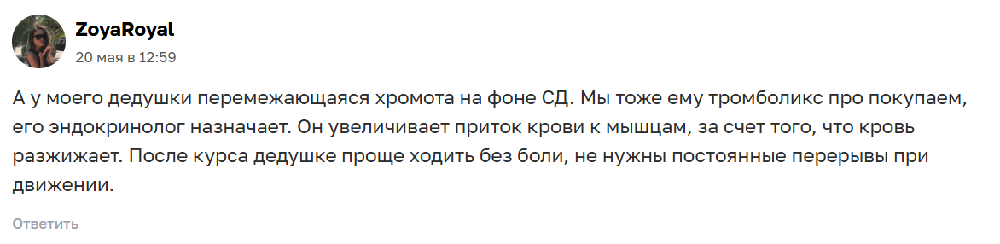 ZoyaRoyal
20 мая в 12:59
А у моего дедушки перемежающаяся хромота на фоне СД. Мы тоже ему тромболикс про покупаем,
его эндокринолог назначает. Он увеличивает приток крови к мышцам, за счет того, что кровь
разжижает. После курса дедушке проще ходить без боли, не нужны постоянные перерывы при
движении.
Ответить